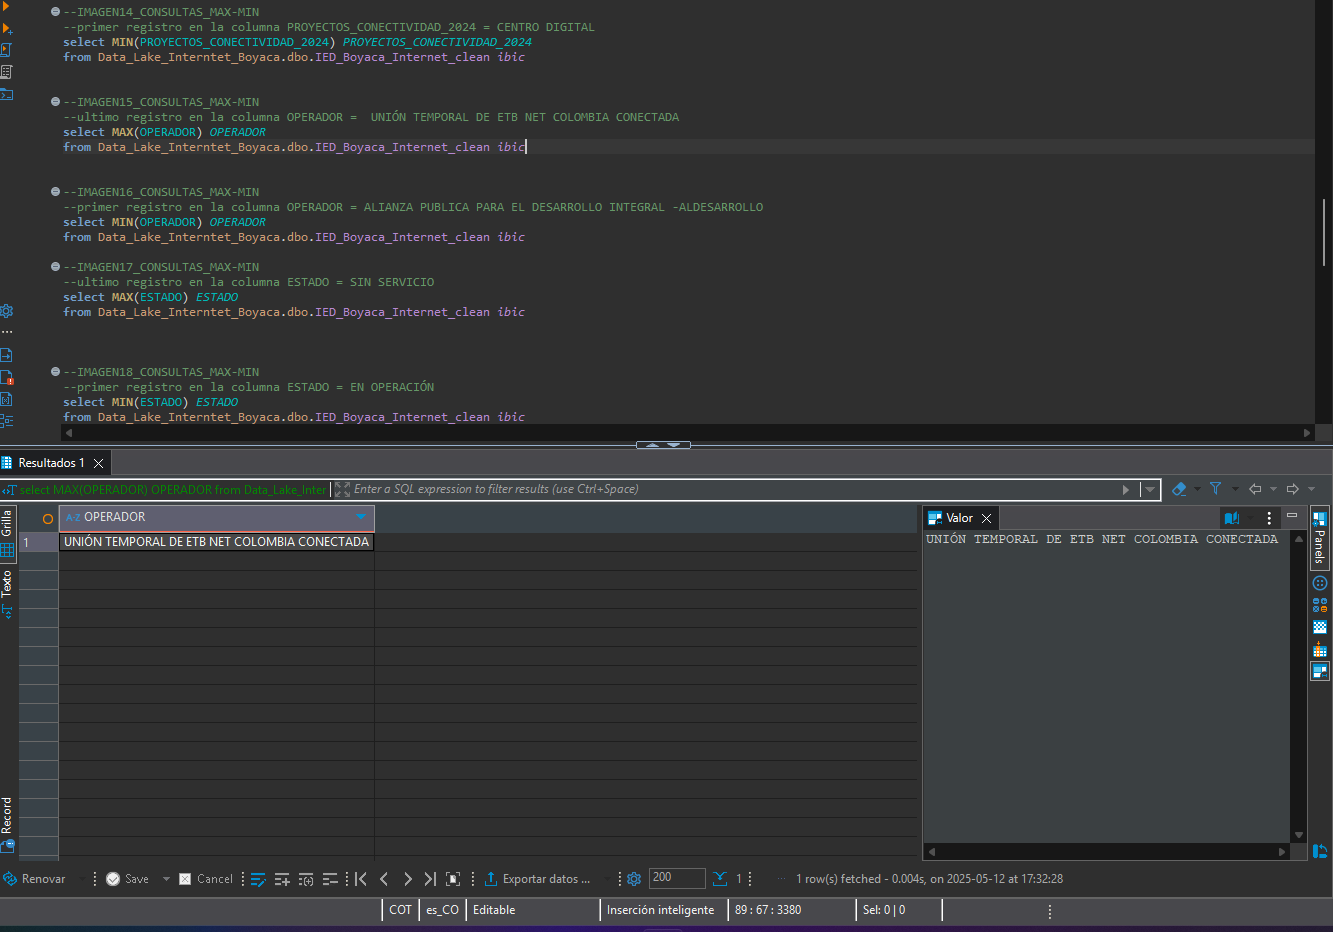 --IMAGEN14_CONSULTAS_MAX-MIN
--primer registro en la columna PROYECTOS_CONECTIVIDAD_2024 = CENTRO DIGITAL
select MIN(PROYECTOS_CONECTIVIDAD_2024) PROYECTOS_CONECTIVIDAD_2024
from Data_Lake_Interntet_Boyaca.dbo.IED_Boyaca_Internet_clean ibic
--IMAGEN15_CONSULTAS_MAX-MIN
--ultimo registro en la columna OPERADOR =  UNIÓN TEMPORAL DE ETB NET COLOMBIA CONECTADA
select MAX(OPERADOR) OPERADOR
from Data_Lake_Interntet_Boyaca.dbo.IED_Boyaca_Internet_clean ibic
--IMAGEN16_CONSULTAS_MAX-MIN
--primer registro en la columna OPERADOR = ALIANZA PUBLICA PARA EL DESARROLLO INTEGRAL -ALDESARROLLO
select MIN(OPERADOR) OPERADOR
from Data_Lake_Interntet_Boyaca.dbo.IED_Boyaca_Internet_clean ibic
--IMAGEN17_CONSULTAS_MAX-MIN
--ultimo registro en la columna ESTADO = SIN SERVICIO
select MAX(ESTADO) ESTADO
from Data_Lake_Interntet_Boyaca.dbo.IED_Boyaca_Internet_clean ibic
--IMAGEN18_CONSULTAS_MAX-MIN
--primer registro en la columna ESTADO = EN OPERACIÓN
select MIN(ESTADO) ESTADO
from Data_Lake_Interntet_Boyaca.dbo.IED_Boyaca_Internet_clean ibic
Resultados 1
select MAX(OPERADOR) OPERADOR from Data_Lake_Inter
Enter a SQL expression to filter results (use Ctrl+Space)
Grilla
Texto
Record
A-Z OPERADOR
1 UNIÓN TEMPORAL DE ETB NET COLOMBIA CONECTADA
Valor
UNIÓN TEMPORAL DE ETB NET COLOMBIA CONECTADA
Panels
Renovar Save Cancel Exportar datos ... 200 1 1 row(s) fetched - 0.004s, on 2025-05-12 at 17:32:28
COT es_CO Editable Inserción inteligente 89 : 67 : 3380 Sel: 0 | 0